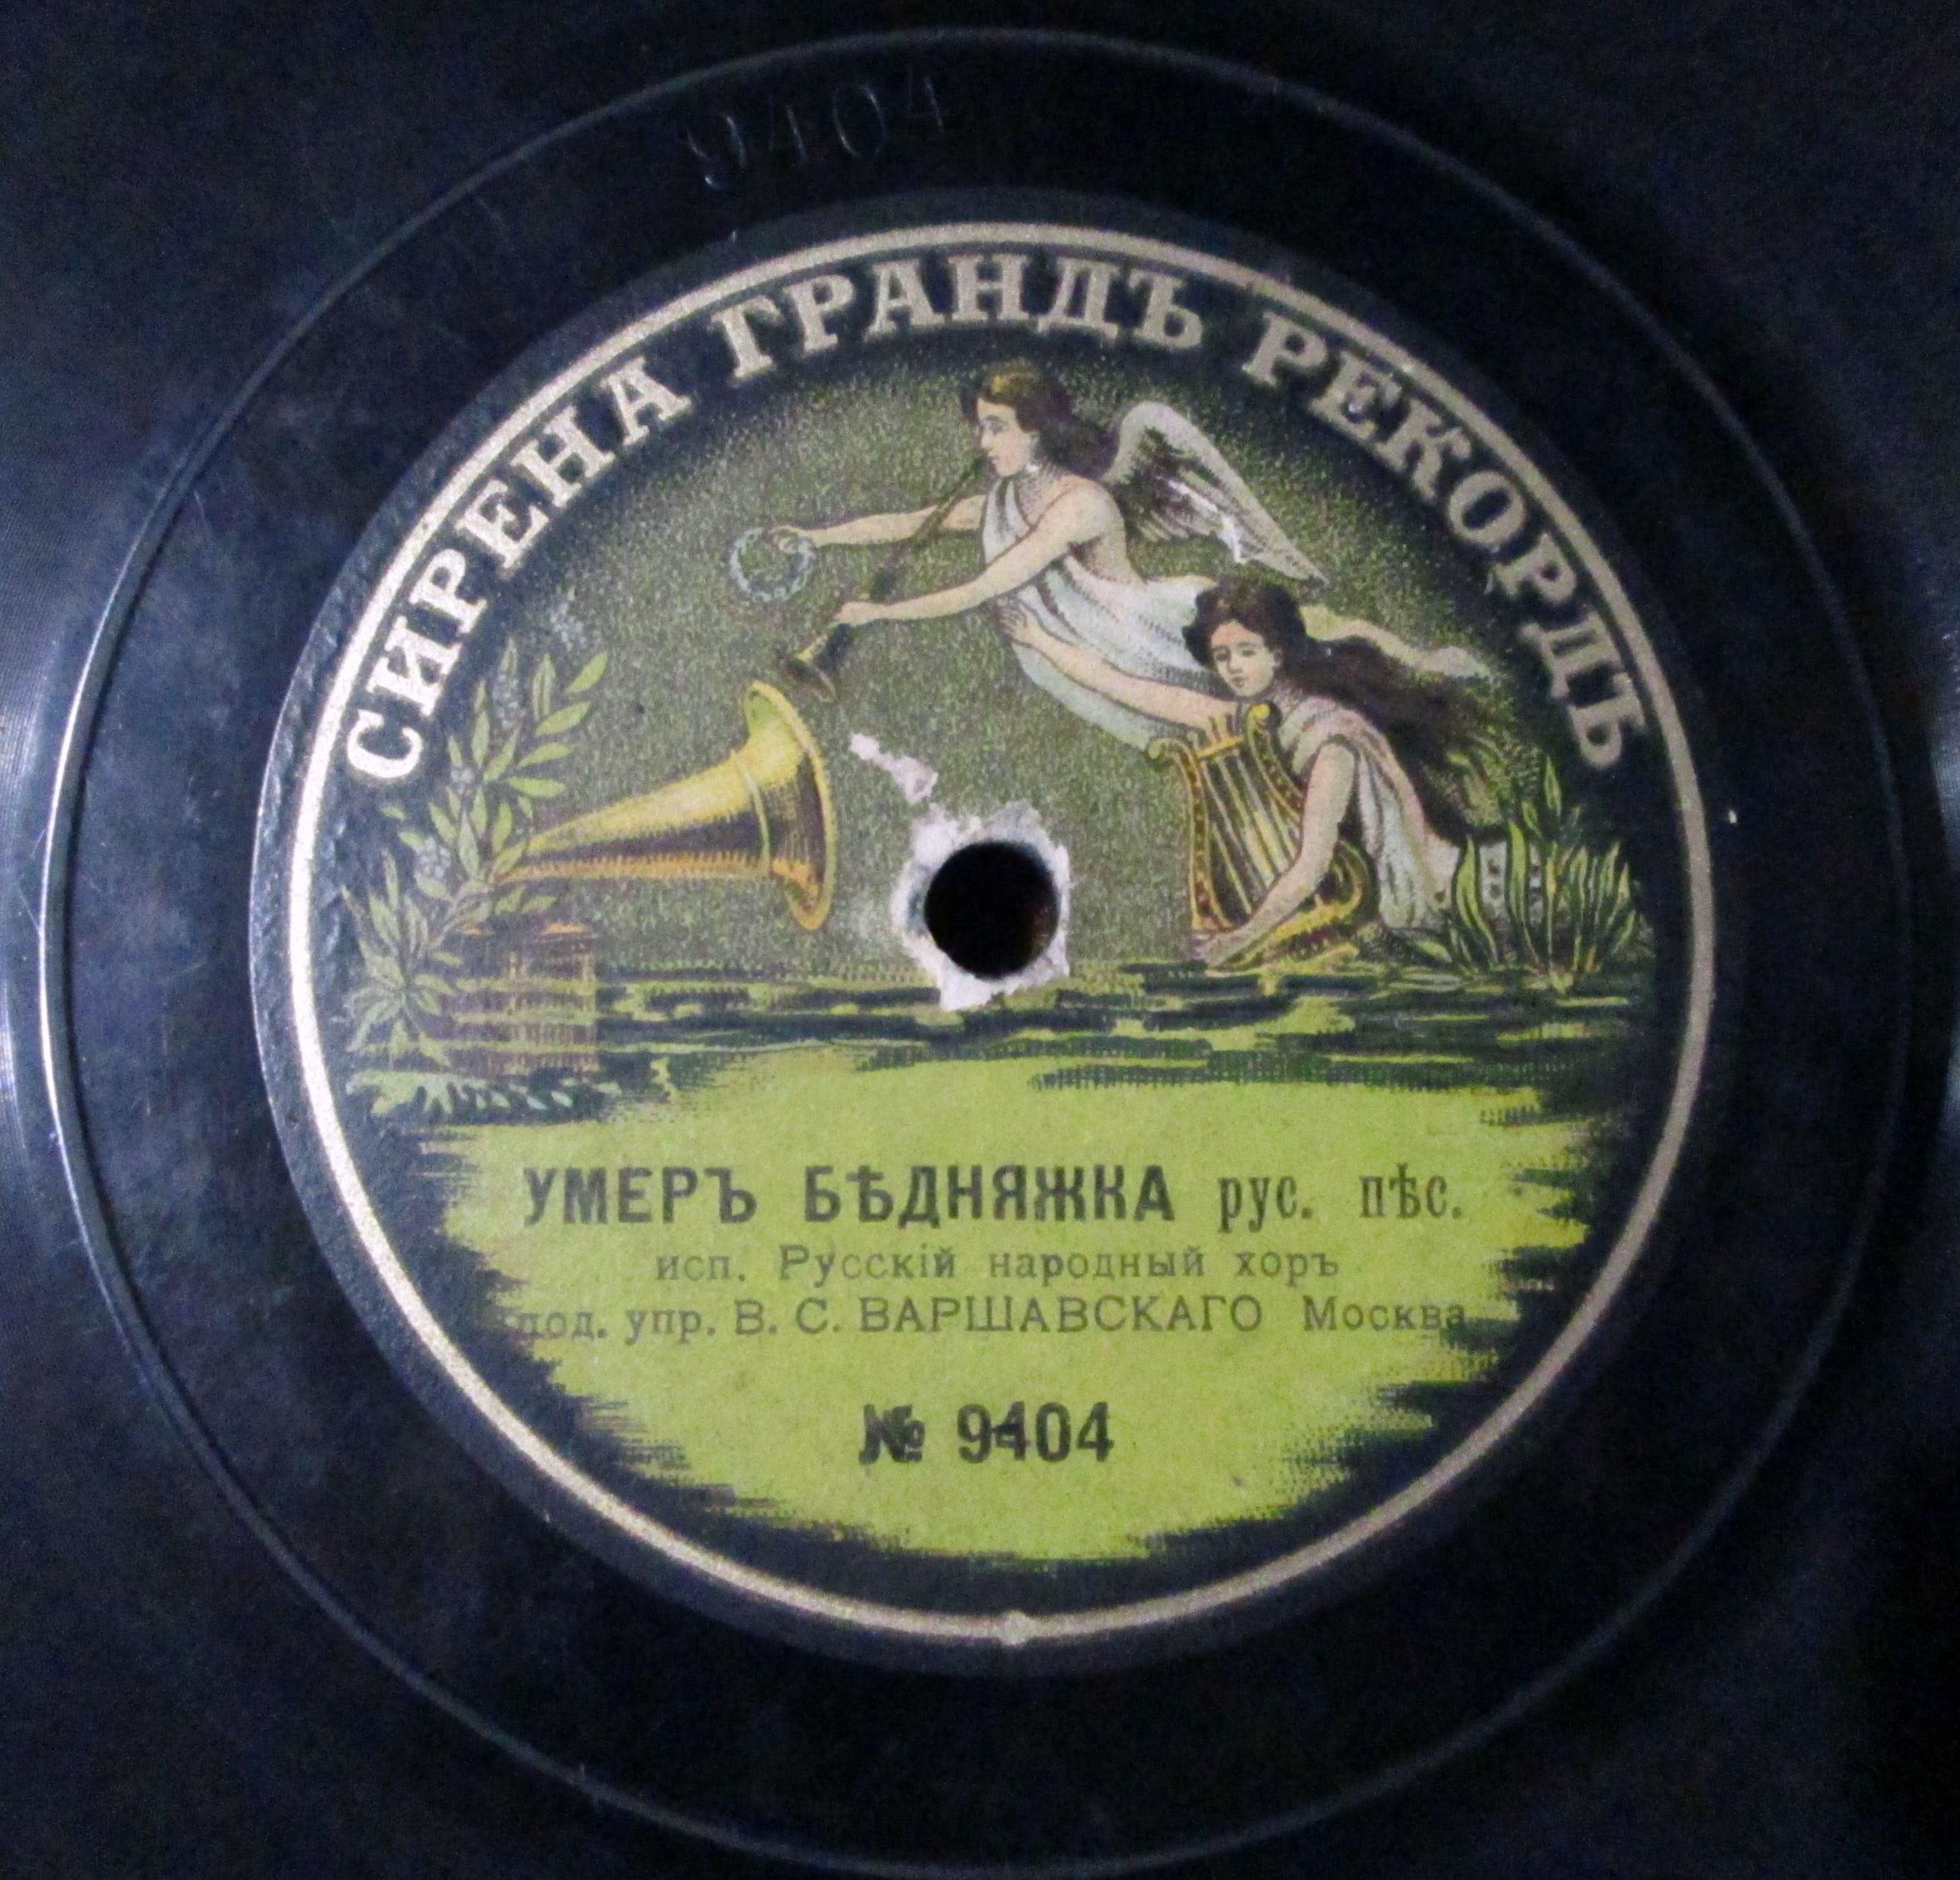 9404
СИРЕНА ГРАНДЪ РЕКОРДЪ
УМЕРЪ БѢДНЯЖКА рус. пѣс.
исп. Русскій народный хоръ
под. упр. В. С. ВАРШАВСКАГО Москва
№ 9404